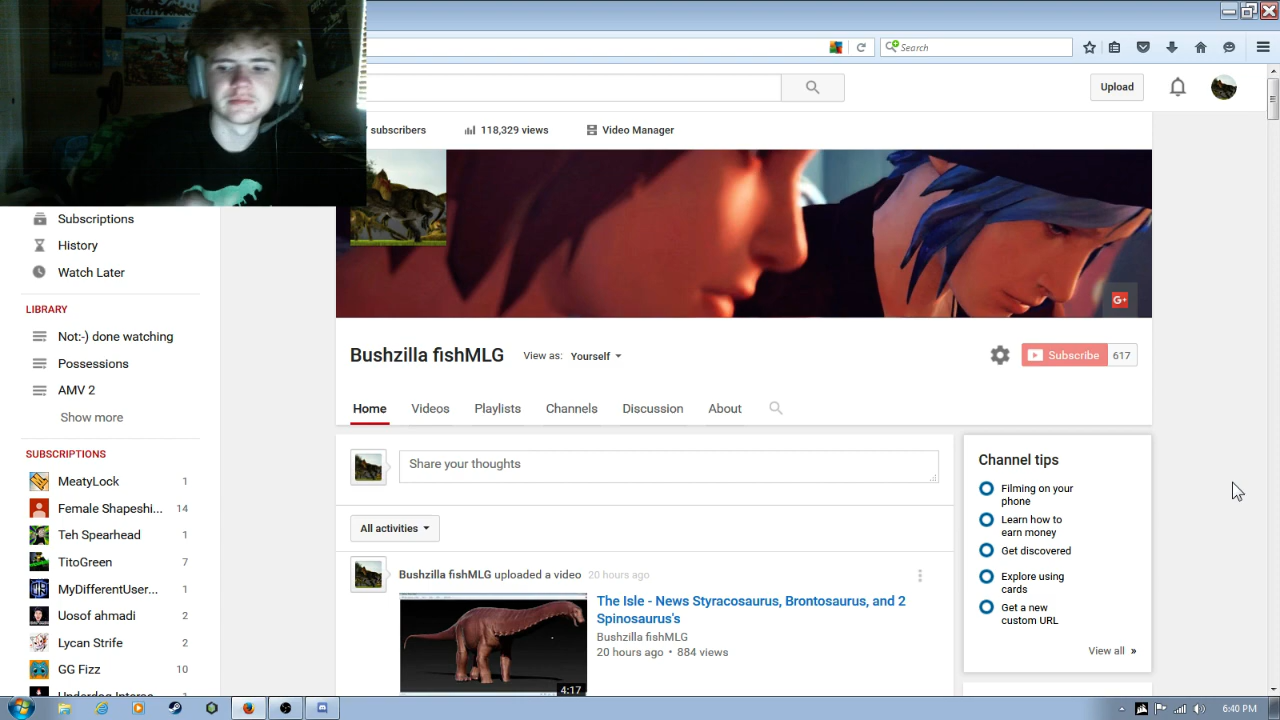 Search
Upload
subscribers
118,329 views
Video Manager
Subscriptions
History
Watch Later
LIBRARY
Not:-) done watching
Possessions
AMV 2
Show more
SUBSCRIPTIONS
MeatyLock 1
Female Shapeshi... 14
Teh Spearhead 1
TitoGreen 7
MyDifferentUser... 1
Uosof ahmadi 2
Lycan Strife 2
GG Fizz 10
G+
Bushzilla fishMLG
View as: Yourself
Subscribe 617
Home
Videos
Playlists
Channels
Discussion
About
Share your thoughts
All activities
Bushzilla fishMLG uploaded a video 20 hours ago
4:17
The Isle - News Styracosaurus, Brontosaurus, and 2
Spinosaurus's
Bushzilla fishMLG
20 hours ago • 884 views
Channel tips
Filming on your
phone
Learn how to
earn money
Get discovered
Explore using
cards
Get a new
custom URL
View all »
6:40 PM